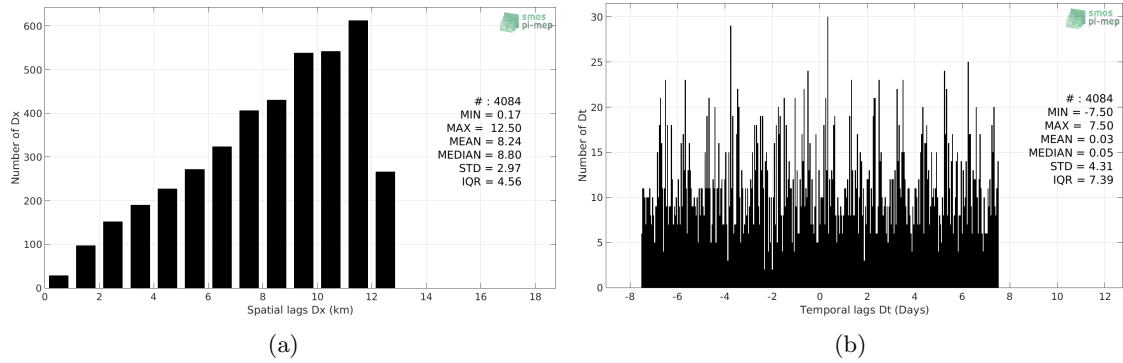 smos
pi-mep
600
500
400
300
200
100
0
Number of Dx
# : 4084
MIN = 0.17
MAX = 12.50
MEAN = 8.24
MEDIAN = 8.80
STD = 2.97
IQR = 4.56
0 2 4 6 8 10 12 14 16 18
Spatial lags Dx (km)
(a)
smos
pi-mep
30
25
20
15
10
5
0
Number of Dt
# : 4084
MIN = -7.50
MAX = 7.50
MEAN = 0.03
MEDIAN = 0.05
STD = 4.31
IQR = 7.39
-8 -6 -4 -2 0 2 4 6 8 10 12
Temporal lags Dt (Days)
(b)